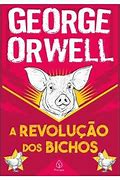 GEORGE
ORWELL
A REVOLUÇÃO
DOS BICHOS